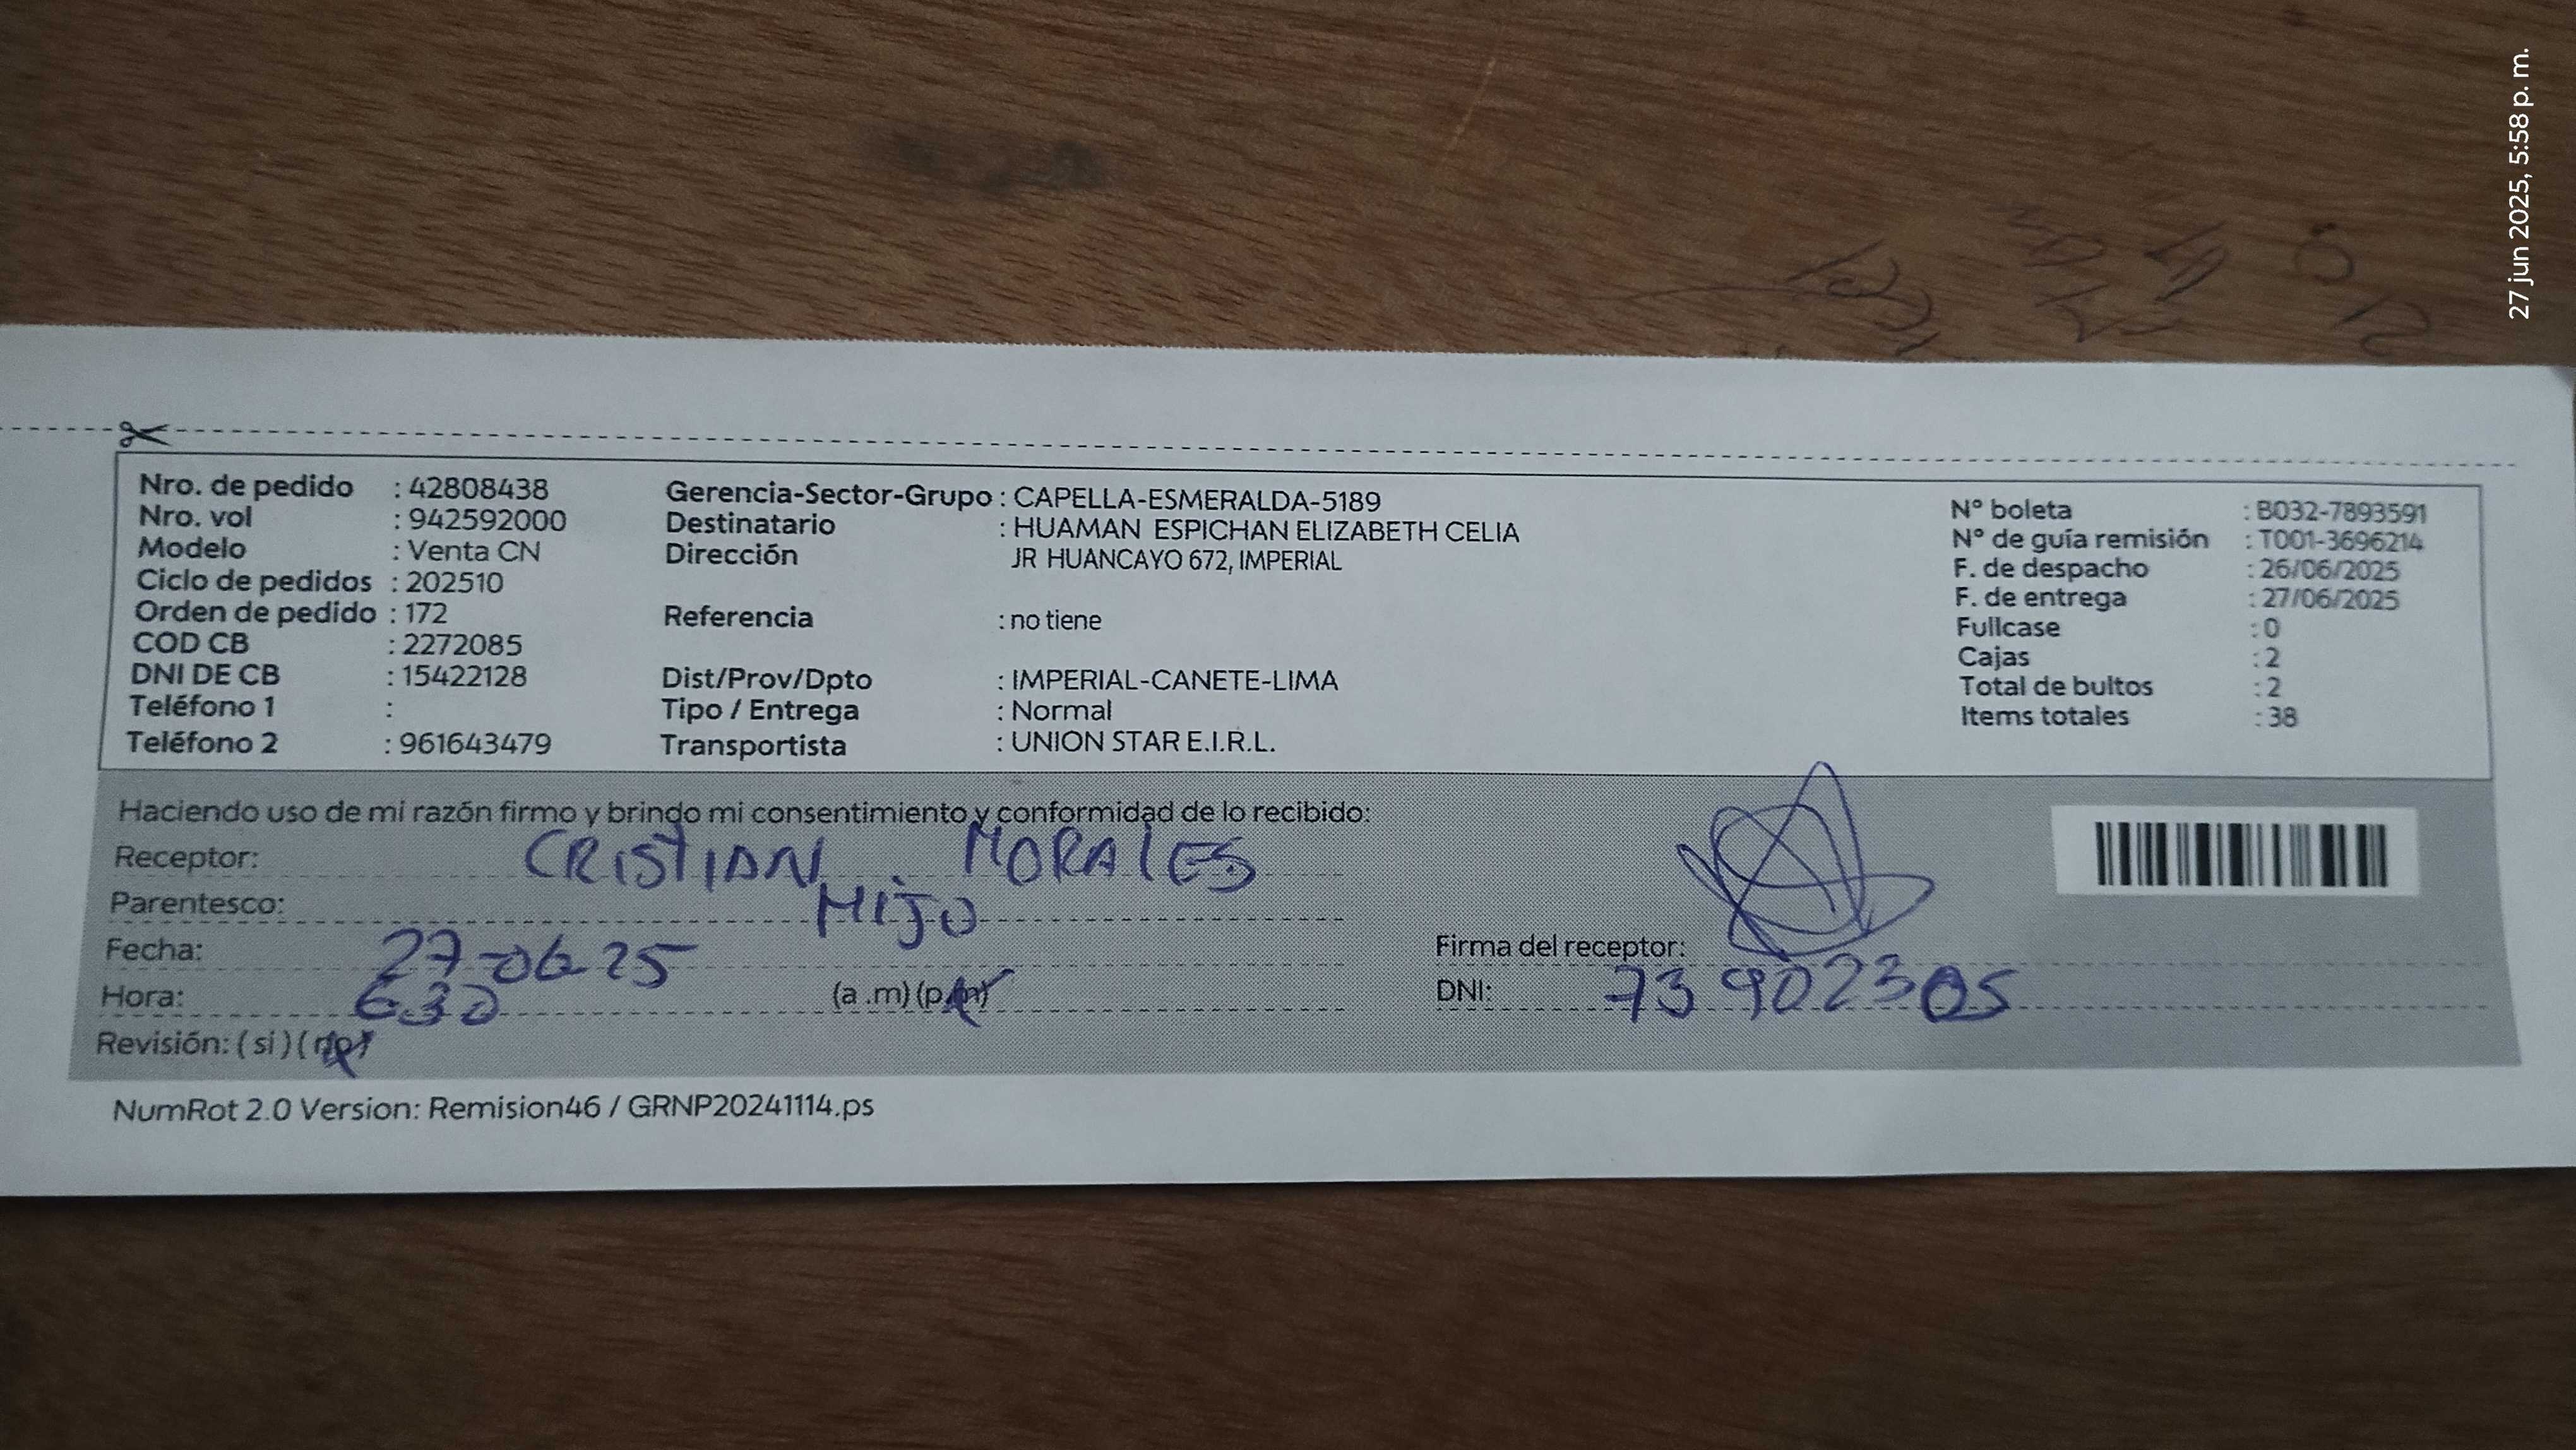 27 jun 2025, 5:58 p. m.
Nro. de pedido : 42808438
Nro. vol : 942592000
Modelo : Venta CN
Ciclo de pedidos : 202510
Orden de pedido : 172
COD CB : 2272085
DNI DE CB : 15422128
Teléfono 1 :
Teléfono 2 : 961643479
Gerencia-Sector-Grupo : CAPELLA-ESMERALDA-5189
Destinatario : HUAMAN ESPICHAN ELIZABETH CELIA
Dirección JR HUANCAYO 672, IMPERIAL
Referencia : no tiene
Dist/Prov/Dpto : IMPERIAL-CANETE-LIMA
Tipo / Entrega : Normal
Transportista : UNION STAR E.I.R.L.
N° boleta : B032-7893591
N° de guía remisión : T001-3696214
F. de despacho : 26/06/2025
F. de entrega : 27/06/2025
Fullcase : 0
Cajas : 2
Total de bultos : 2
Items totales : 38
Haciendo uso de mi razón firmo y brindo mi consentimiento y conformidad de lo recibido:
Receptor: CRISTIAN MORALES
Parentesco: HIJO
Fecha: 27-06-25
Hora: 630 (a .m) (p.m)
Revisión: ( si ) ( no )
Firma del receptor:
DNI: 73902305
NumRot 2.0 Version: Remision46 / GRNP20241114.ps